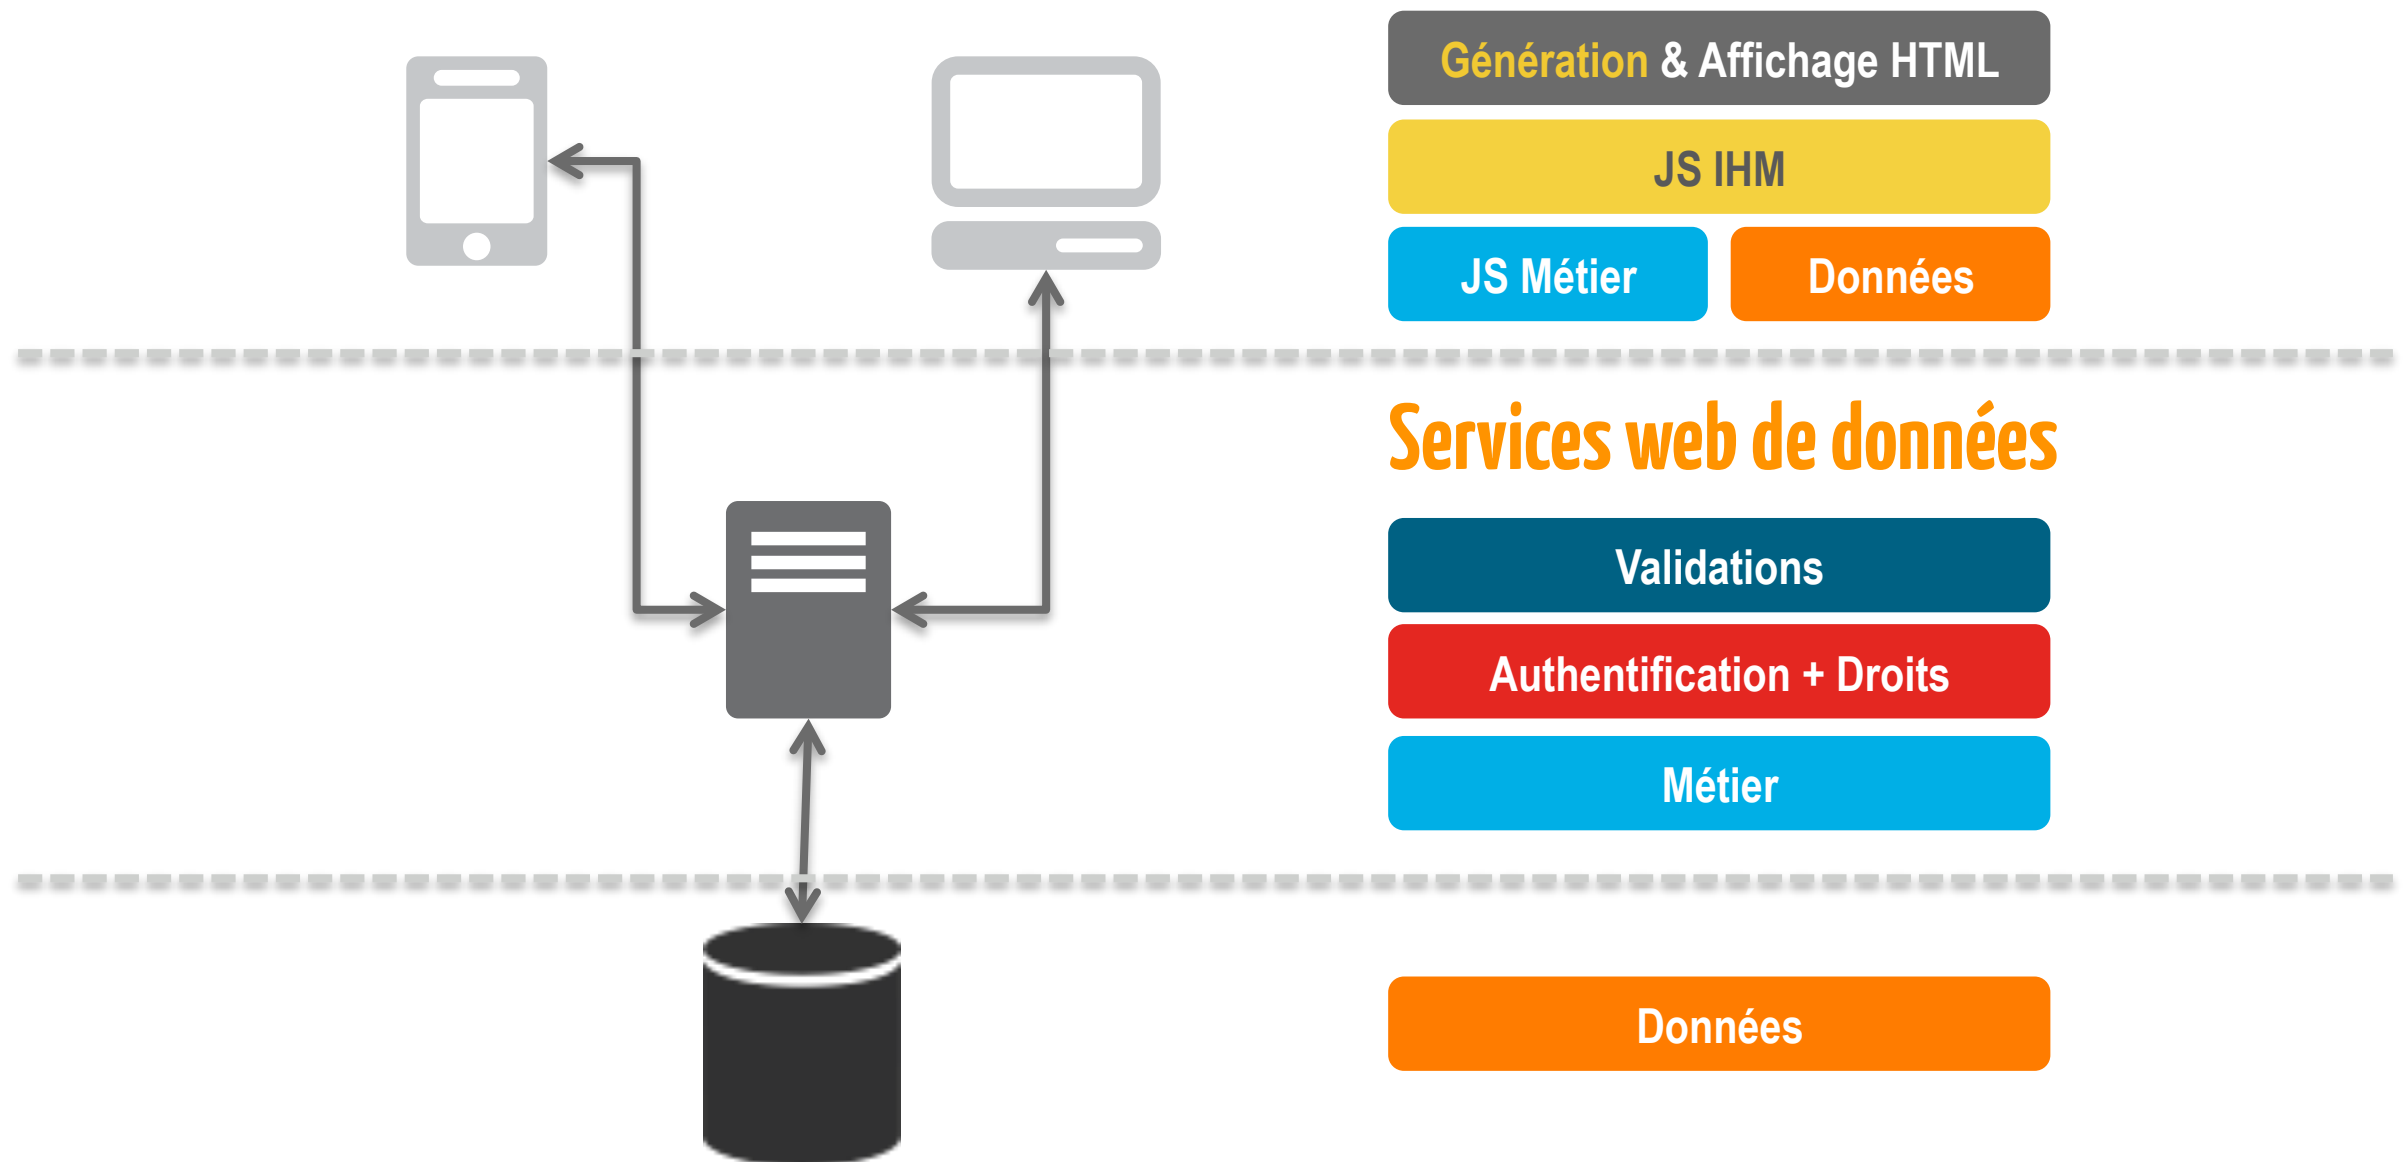 Génération & Affichage HTML
JS IHM
JS Métier
Données
Services web de données
Validations
Authentification + Droits
Métier
Données